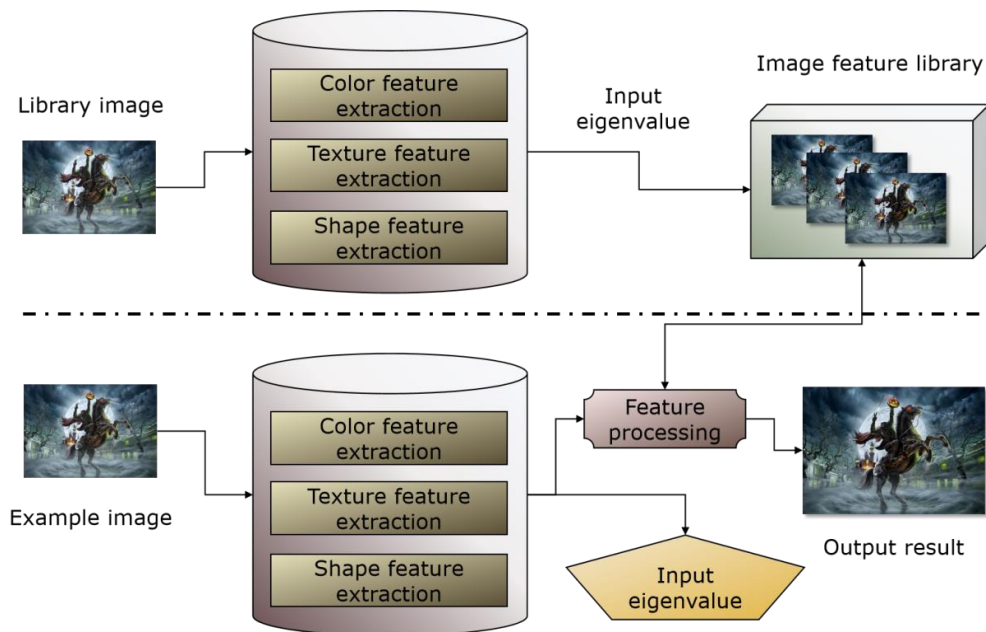 Library image
Color feature
extraction
Texture feature
extraction
Shape feature
extraction
Input
eigenvalue
Image feature library
Example image
Color feature
extraction
Texture feature
extraction
Shape feature
extraction
Feature
processing
Input
eigenvalue
Output result